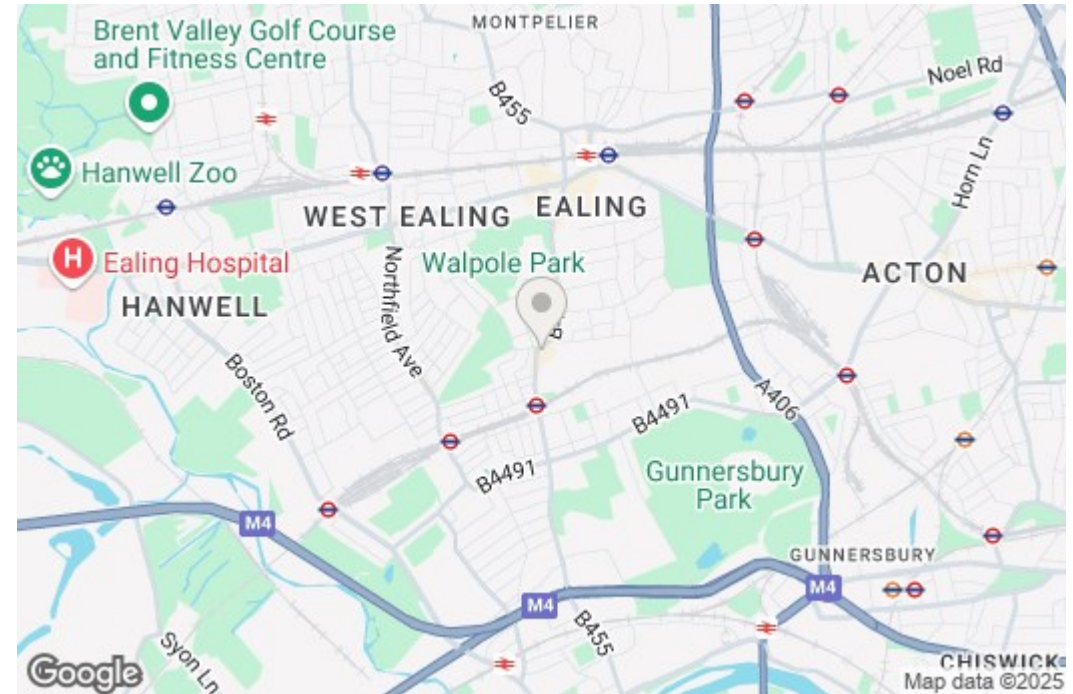 MONTPELIER
Brent Valley Golf Course
and Fitness Centre
Noel Rd
B455
Hanwell Zoo
Horn Ln
WEST EALING
EALING
Ealing Hospital
H
Walpole Park
ACTON
HANWELL
Northfield Ave
Boston Rd
A406
B4491
B4491
Gunnersbury
Park
M4
GUNNERSBURY
M4
M4
B455
Syon Ln
CHISWICK
Google
Map data ©2025